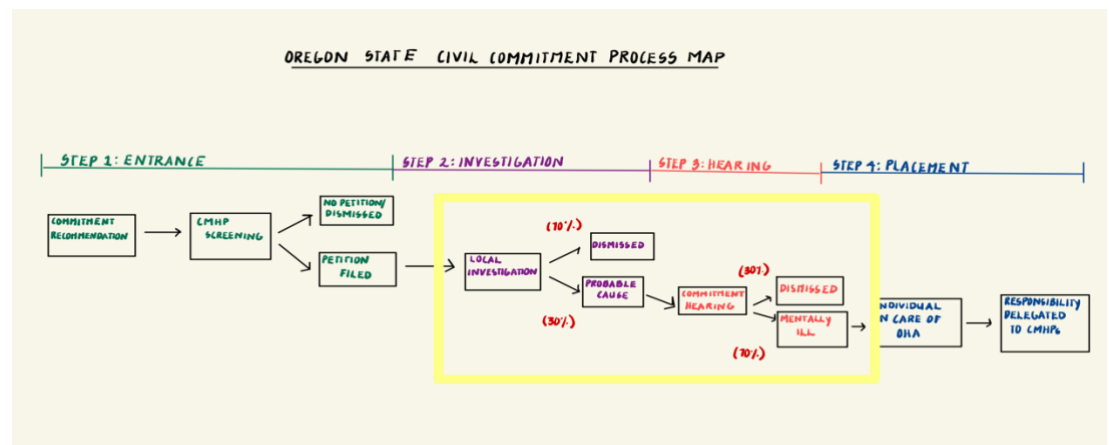 OREGON STATE CIVIL COMMITMENT PROCESS MAP
STEP 1: ENTRANCE
STEP 2: INVESTIGATION
STEP 3: HEARING
STEP 4: PLACEMENT
COMMITMENT
RECOMMENDATION
CMHP
SCREENING
NO PETITION/
DISMISSED
PETITION
FILED
LOCAL
INVESTIGATION
(70%)
DISMISSED
PROBABLE
CAUSE
(30%)
COMMITMENT
HEARING
(30%)
DISMISSED
MENTALLY
ILL
(70%)
NDIVIDUAL
N CARE OF
OHA
RESPONSIBILITY
DELEGATED
TO CMHPs